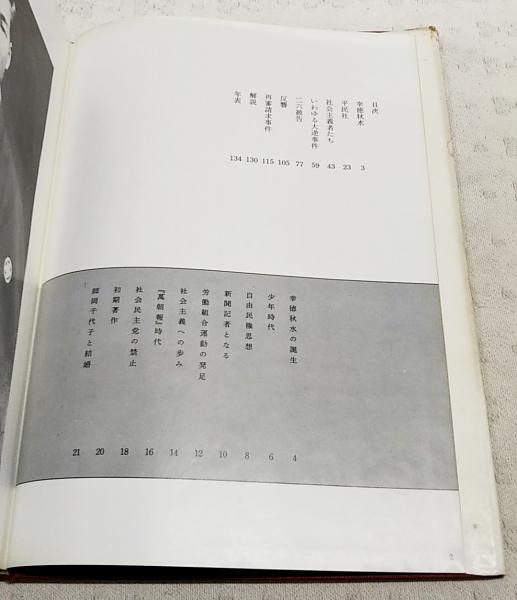 目次
幸徳秋水 3
平民社 23
社会主義者たち 43
いわゆる大逆事件 59
二六被告 77
反響 105
再審請求事件 115
解説 130
年表 134
幸徳秋水の誕生 4
少年時代 6
自由民権思想 8
新聞記者となる 10
労働組合運動の発足 12
社会主義への歩み 14
『萬朝報』時代 16
社会民主党の禁止 18
初期著作 20
師岡千代子と結婚 21
2